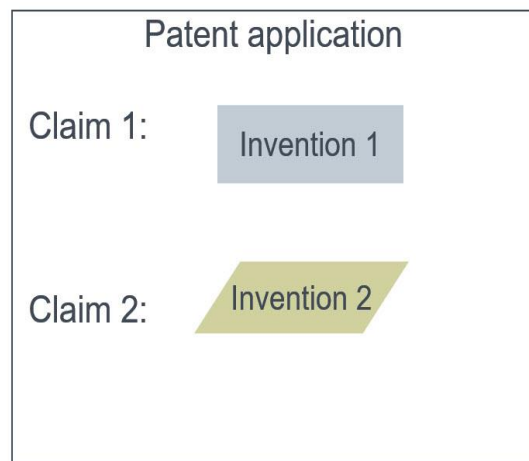 Patent application
Claim 1:
Invention 1
Claim 2:
Invention 2